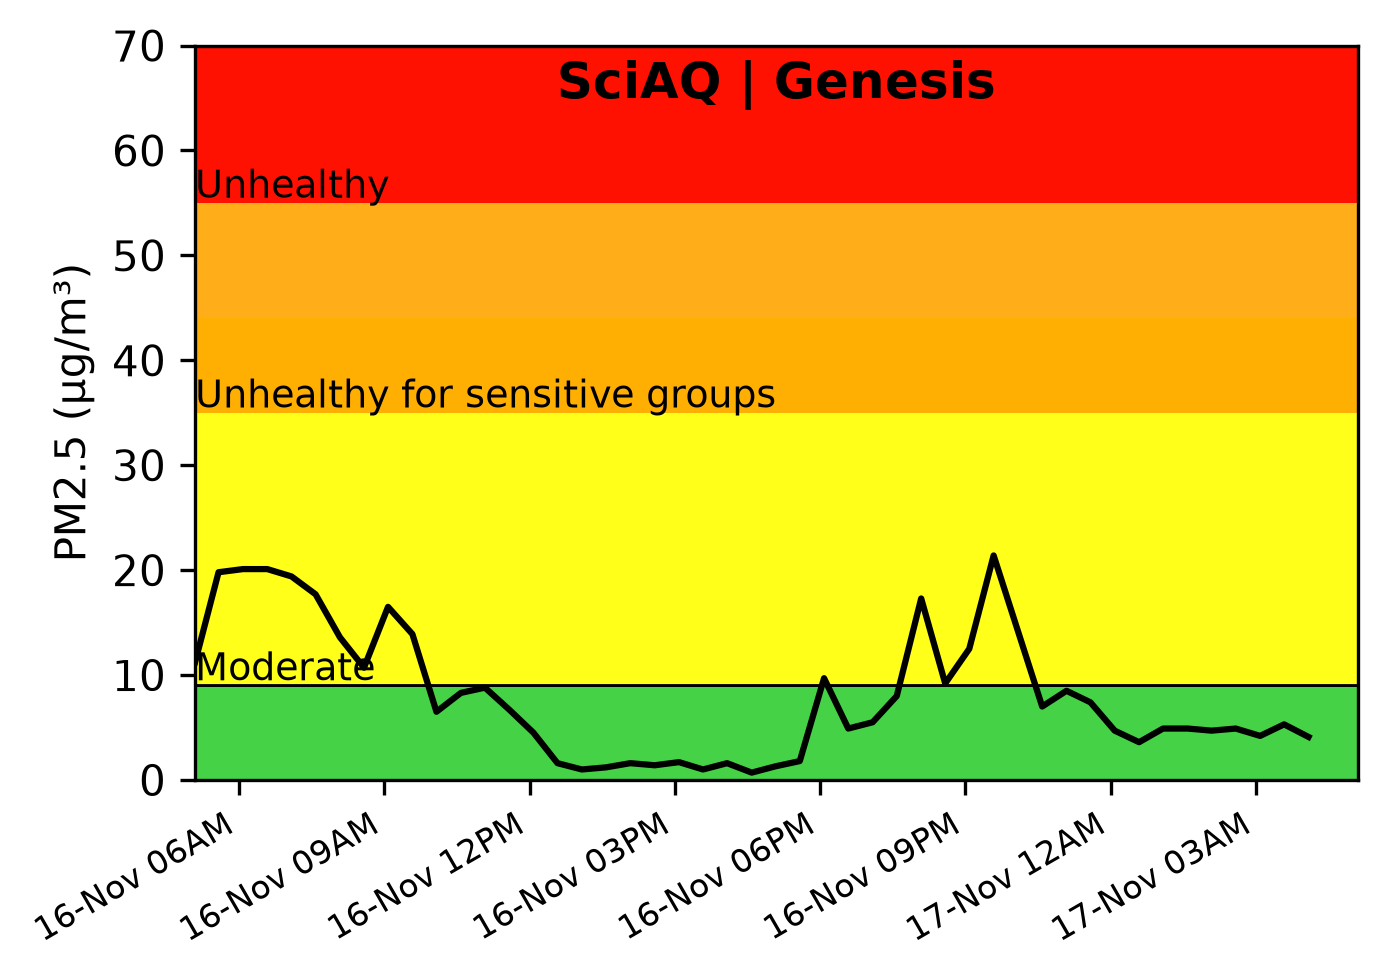 SciAQ | Genesis
PM2.5 (µg/m³)
70
60
50
40
30
20
10
0
Unhealthy
Unhealthy for sensitive groups
Moderate
16-Nov 06AM
16-Nov 09AM
16-Nov 12PM
16-Nov 03PM
16-Nov 06PM
16-Nov 09PM
17-Nov 12AM
17-Nov 03AM